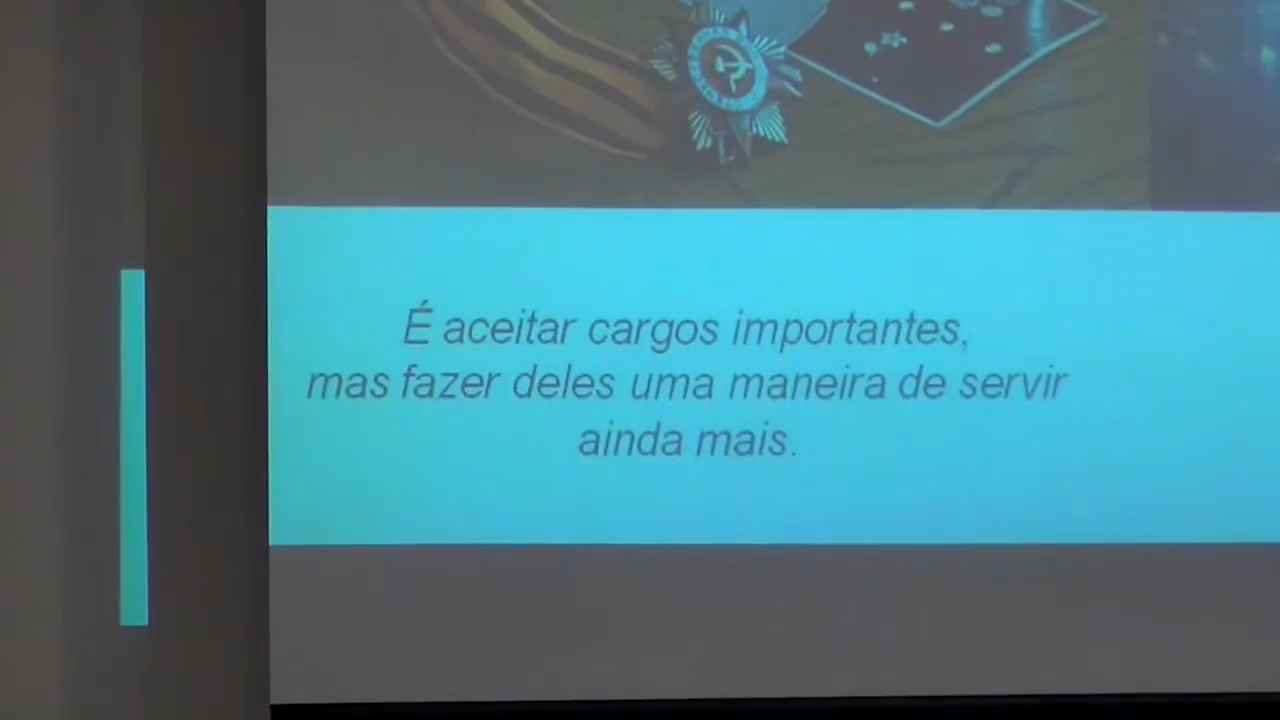 É aceitar cargos importantes,
mas fazer deles uma maneira de servir
ainda mais.